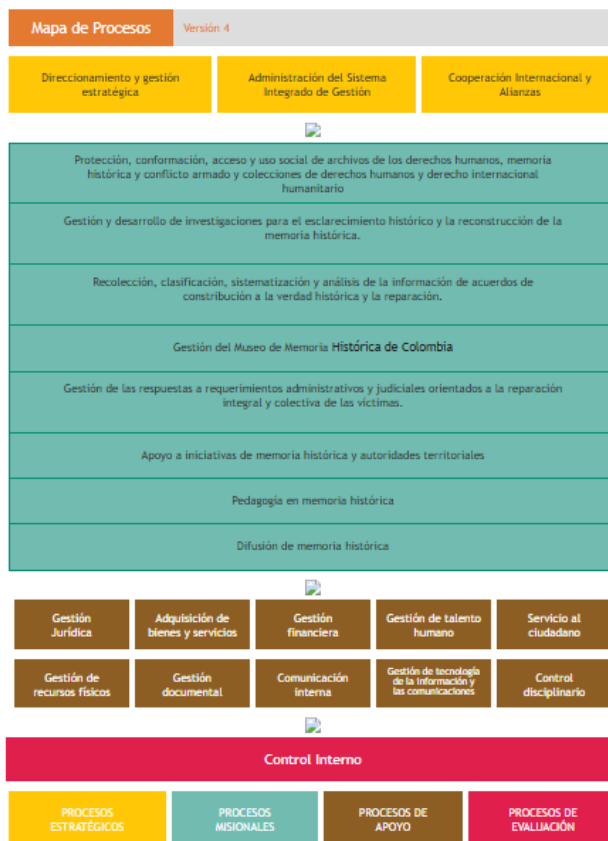 Mapa de Procesos
Versión 4
Direccionamiento y gestión
estratégica
Administración del Sistema
Integrado de Gestión
Cooperación Internacional y
Alianzas
Protección, conformación, acceso y uso social de archivos de los derechos humanos, memoria
histórica y conflicto armado y colecciones de derechos humanos y derecho internacional
humanitario
Gestión y desarrollo de investigaciones para el esclarecimiento histórico y la reconstrucción de la
memoria histórica.
Recolección, clasificación, sistematización y análisis de la información de acuerdos de
constribución a la verdad histórica y la reparación.
Gestión del Museo de Memoria Histórica de Colombia
Gestión de las respuestas a requerimientos administrativos y judiciales orientados a la reparación
integral y colectiva de las víctimas.
Apoyo a iniciativas de memoria histórica y autoridades territoriales
Pedagogía en memoria histórica
Difusión de memoria histórica
Gestión
Jurídica
Adquisición de
bienes y servicios
Gestión
financiera
Gestión de talento
humano
Servicio al
ciudadano
Gestión de
recursos físicos
Gestión
documental
Comunicación
interna
Gestión de tecnología
de la información y
las comunicaciones
Control
disciplinario
Control Interno
PROCESOS
ESTRATÉGICOS
PROCESOS
MISIONALES
PROCESOS DE
APOYO
PROCESOS DE
EVALUACIÓN